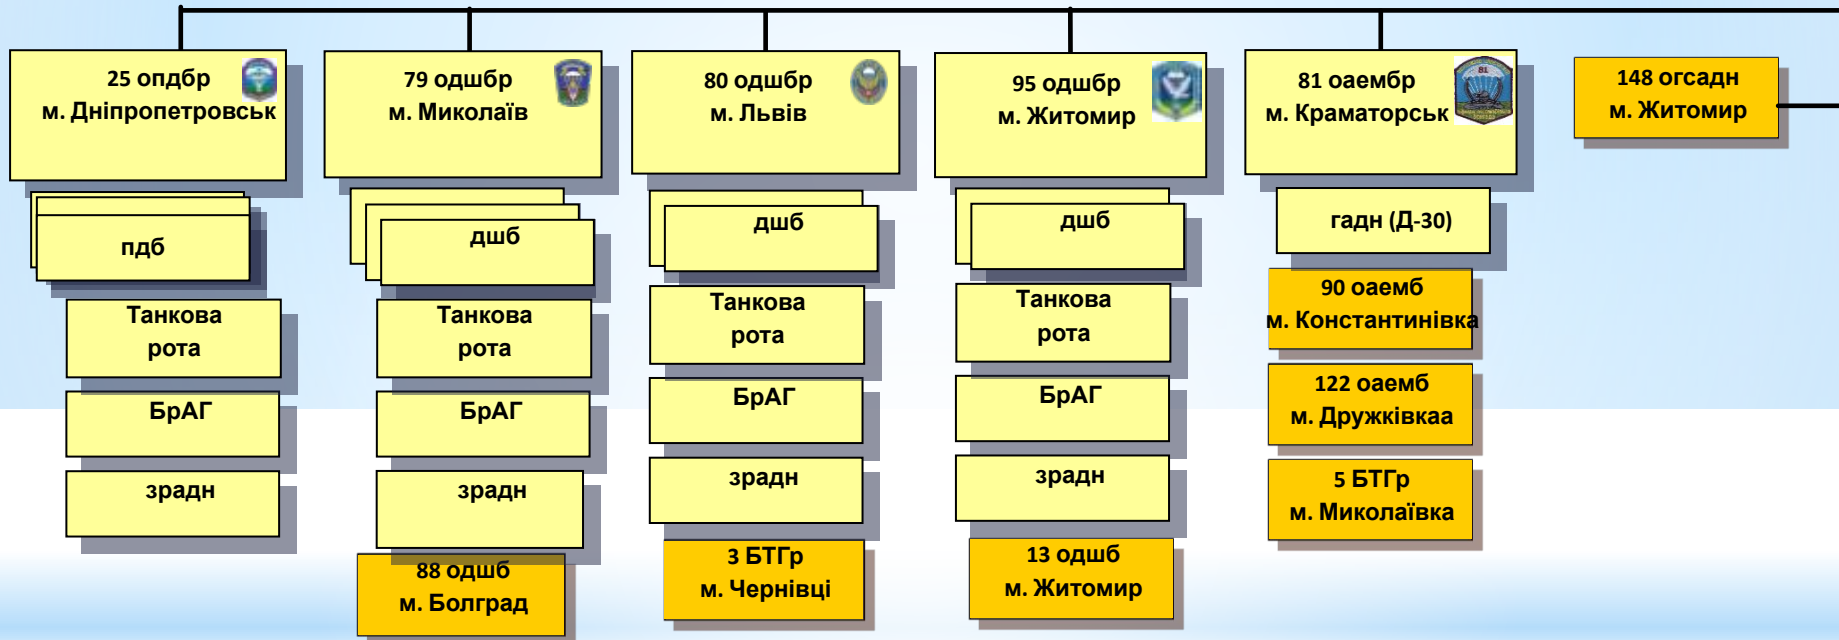 25 опдбр
м. Дніпропетровськ
пдб
Танкова
рота
БрАГ
зрадн
79 одшбр
м. Миколаїв
дшб
Танкова
рота
БрАГ
зрадн
88 одшб
м. Болград
80 одшбр
м. Львів
дшб
Танкова
рота
БрАГ
зрадн
3 БТГр
м. Чернівці
95 одшбр
м. Житомир
дшб
Танкова
рота
БрАГ
зрадн
13 одшб
м. Житомир
81 оаембр
м. Краматорськ
81
гадн (Д-30)
90 оаемб
м. Константинівка
122 оаемб
м. Дружківкаа
5 БТГр
м. Миколаївка
148 огсадн
м. Житомир